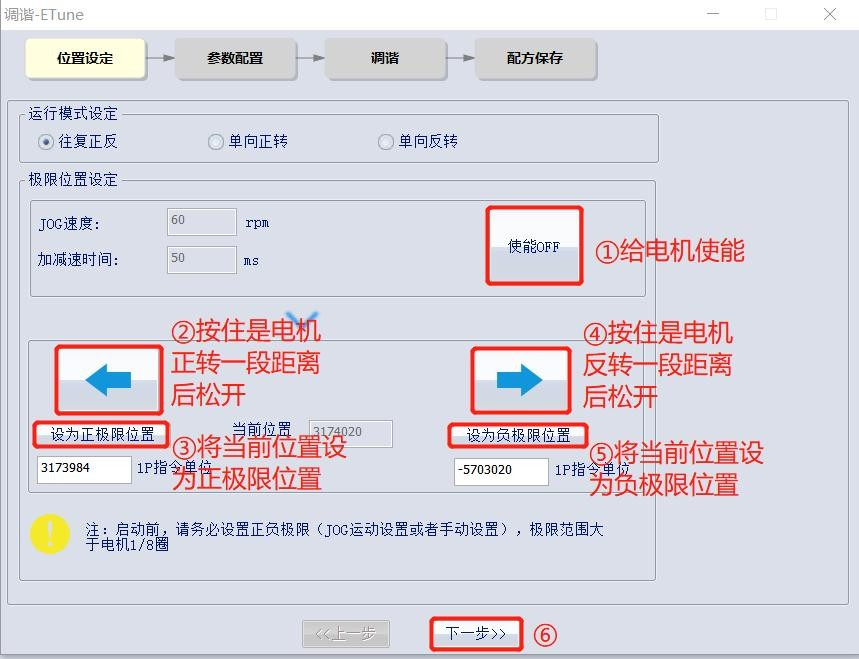 调谐-ETune
位置设定
参数配置
调谐
配方保存
运行模式设定
往复正反
单向正转
单向反转
极限位置设定
JOG速度:
60
rpm
加减速时间:
50
ms
使能OFF
①给电机使能
②按住是电机
正转一段距离
后松开
④按住是电机
反转一段距离
后松开
设为正极限位置
当前位置
3174020
设为负极限位置
③将当前位置设
为正极限位置
⑤将当前位置设
为负极限位置
3173984
1P指令单位
-5703020
1P指令单位
注: 启动前, 请务必设置正负极限（JOG运动设置或者手动设置）, 极限范围大
于电机1/8圈
<<上一步
下一步>>
⑥